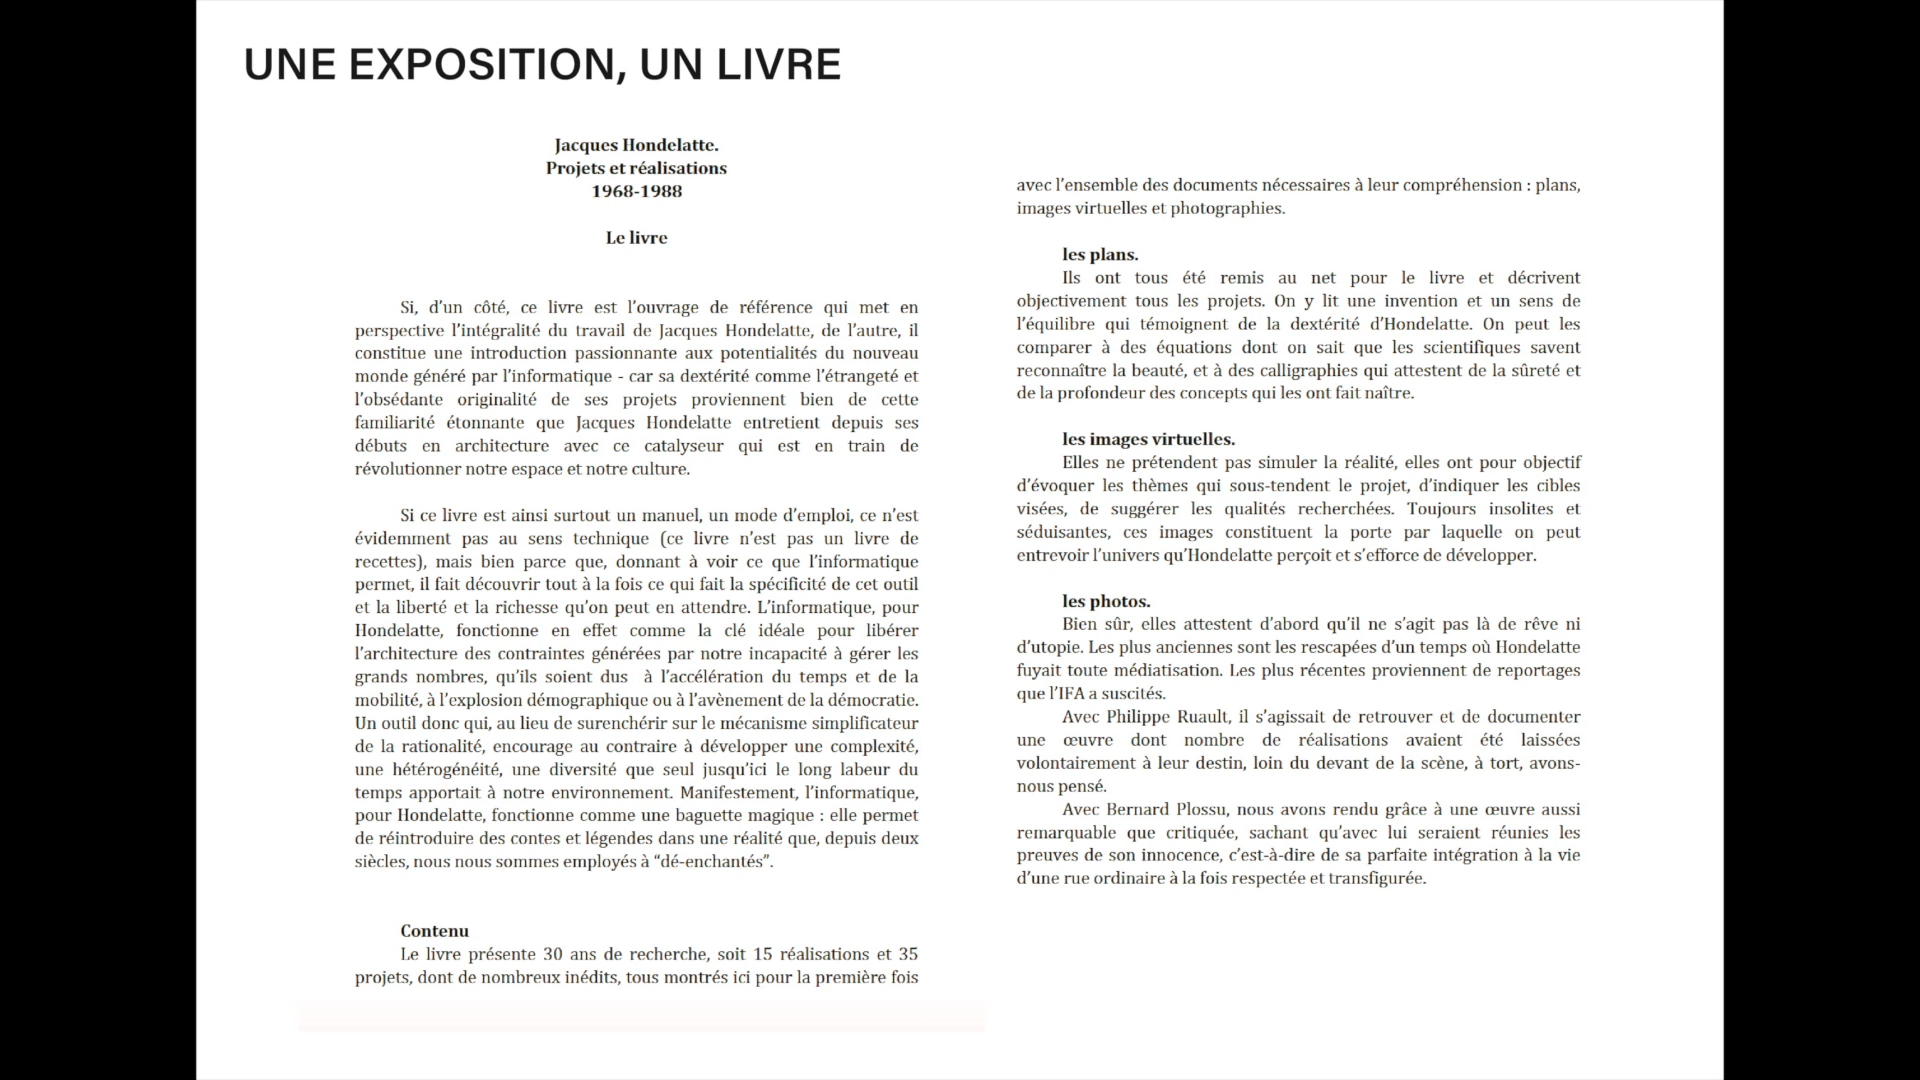 UNE EXPOSITION, UN LIVRE
Jacques Hondelatte.
Projets et réalisations
1968-1988
Le livre
Si, d’un côté, ce livre est l’ouvrage de référence qui met en
perspective l’intégralité du travail de Jacques Hondelatte, de l’autre, il
constitue une introduction passionnante aux potentialités du nouveau
monde généré par l’informatique - car sa dextérité comme l’étrangeté et
l’obsédante originalité de ses projets proviennent bien de cette
familiarité étonnante que Jacques Hondelatte entretient depuis ses
débuts en architecture avec ce catalyseur qui est en train de
révolutionner notre espace et notre culture.
Si ce livre est ainsi surtout un manuel, un mode d’emploi, ce n’est
évidemment pas au sens technique (ce livre n’est pas un livre de
recettes), mais bien parce que, donnant à voir ce que l’informatique
permet, il fait découvrir tout à la fois ce qui fait la spécificité de cet outil
et la liberté et la richesse qu’on peut en attendre. L’informatique, pour
Hondelatte, fonctionne en effet comme la clé idéale pour libérer
l’architecture des contraintes générées par notre incapacité à gérer les
grands nombres, qu’ils soient dus à l’accélération du temps et de la
mobilité, à l’explosion démographique ou à l’avènement de la démocratie.
Un outil donc qui, au lieu de surenchérir sur le mécanisme simplificateur
de la rationalité, encourage au contraire à développer une complexité,
une hétérogénéité, une diversité que seul jusqu’ici le long labeur du
temps apportait à notre environnement. Manifestement, l’informatique,
pour Hondelatte, fonctionne comme une baguette magique : elle permet
de réintroduire des contes et légendes dans une réalité que, depuis deux
siècles, nous nous sommes employés à “dé-enchantés”.
Contenu
Le livre présente 30 ans de recherche, soit 15 réalisations et 35
projets, dont de nombreux inédits, tous montrés ici pour la première fois
avec l’ensemble des documents nécessaires à leur compréhension : plans,
images virtuelles et photographies.
les plans.
Ils ont tous été remis au net pour le livre et décrivent
objectivement tous les projets. On y lit une invention et un sens de
l’équilibre qui témoignent de la dextérité d’Hondelatte. On peut les
comparer à des équations dont on sait que les scientifiques savent
reconnaître la beauté, et à des calligraphies qui attestent de la sûreté et
de la profondeur des concepts qui les ont fait naître.
les images virtuelles.
Elles ne prétendent pas simuler la réalité, elles ont pour objectif
d’évoquer les thèmes qui sous-tendent le projet, d’indiquer les cibles
visées, de suggérer les qualités recherchées. Toujours insolites et
séduisantes, ces images constituent la porte par laquelle on peut
entrevoir l’univers qu’Hondelatte perçoit et s’efforce de développer.
les photos.
Bien sûr, elles attestent d’abord qu’il ne s’agit pas là de rêve ni
d’utopie. Les plus anciennes sont les rescapées d’un temps où Hondelatte
fuyait toute médiatisation. Les plus récentes proviennent de reportages
que l’IFA a suscités.
Avec Philippe Ruault, il s’agissait de retrouver et de documenter
une œuvre dont nombre de réalisations avaient été laissées
volontairement à leur destin, loin du devant de la scène, à tort, avons-
nous pensé.
Avec Bernard Plossu, nous avons rendu grâce à une œuvre aussi
remarquable que critiquée, sachant qu’avec lui seraient réunies les
preuves de son innocence, c’est-à-dire de sa parfaite intégration à la vie
d’une rue ordinaire à la fois respectée et transfigurée.